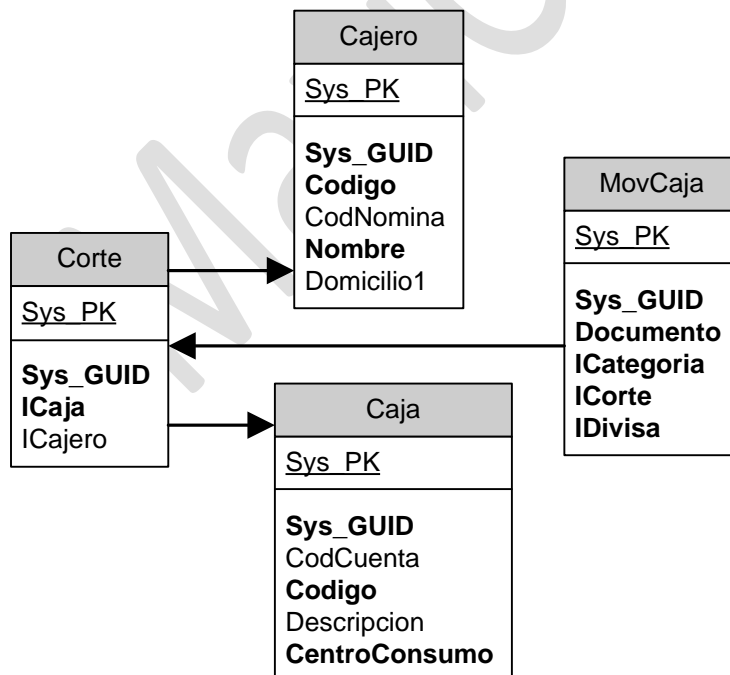 Cajero
Sys_PK
Sys_GUID
Codigo
CodNomina
Nombre
Domicilio1
MovCaja
Sys_PK
Sys_GUID
Documento
ICategoria
ICorte
IDivisa
Corte
Sys_PK
Sys_GUID
ICaja
ICajero
Caja
Sys_PK
Sys_GUID
CodCuenta
Codigo
Descripcion
CentroConsumo